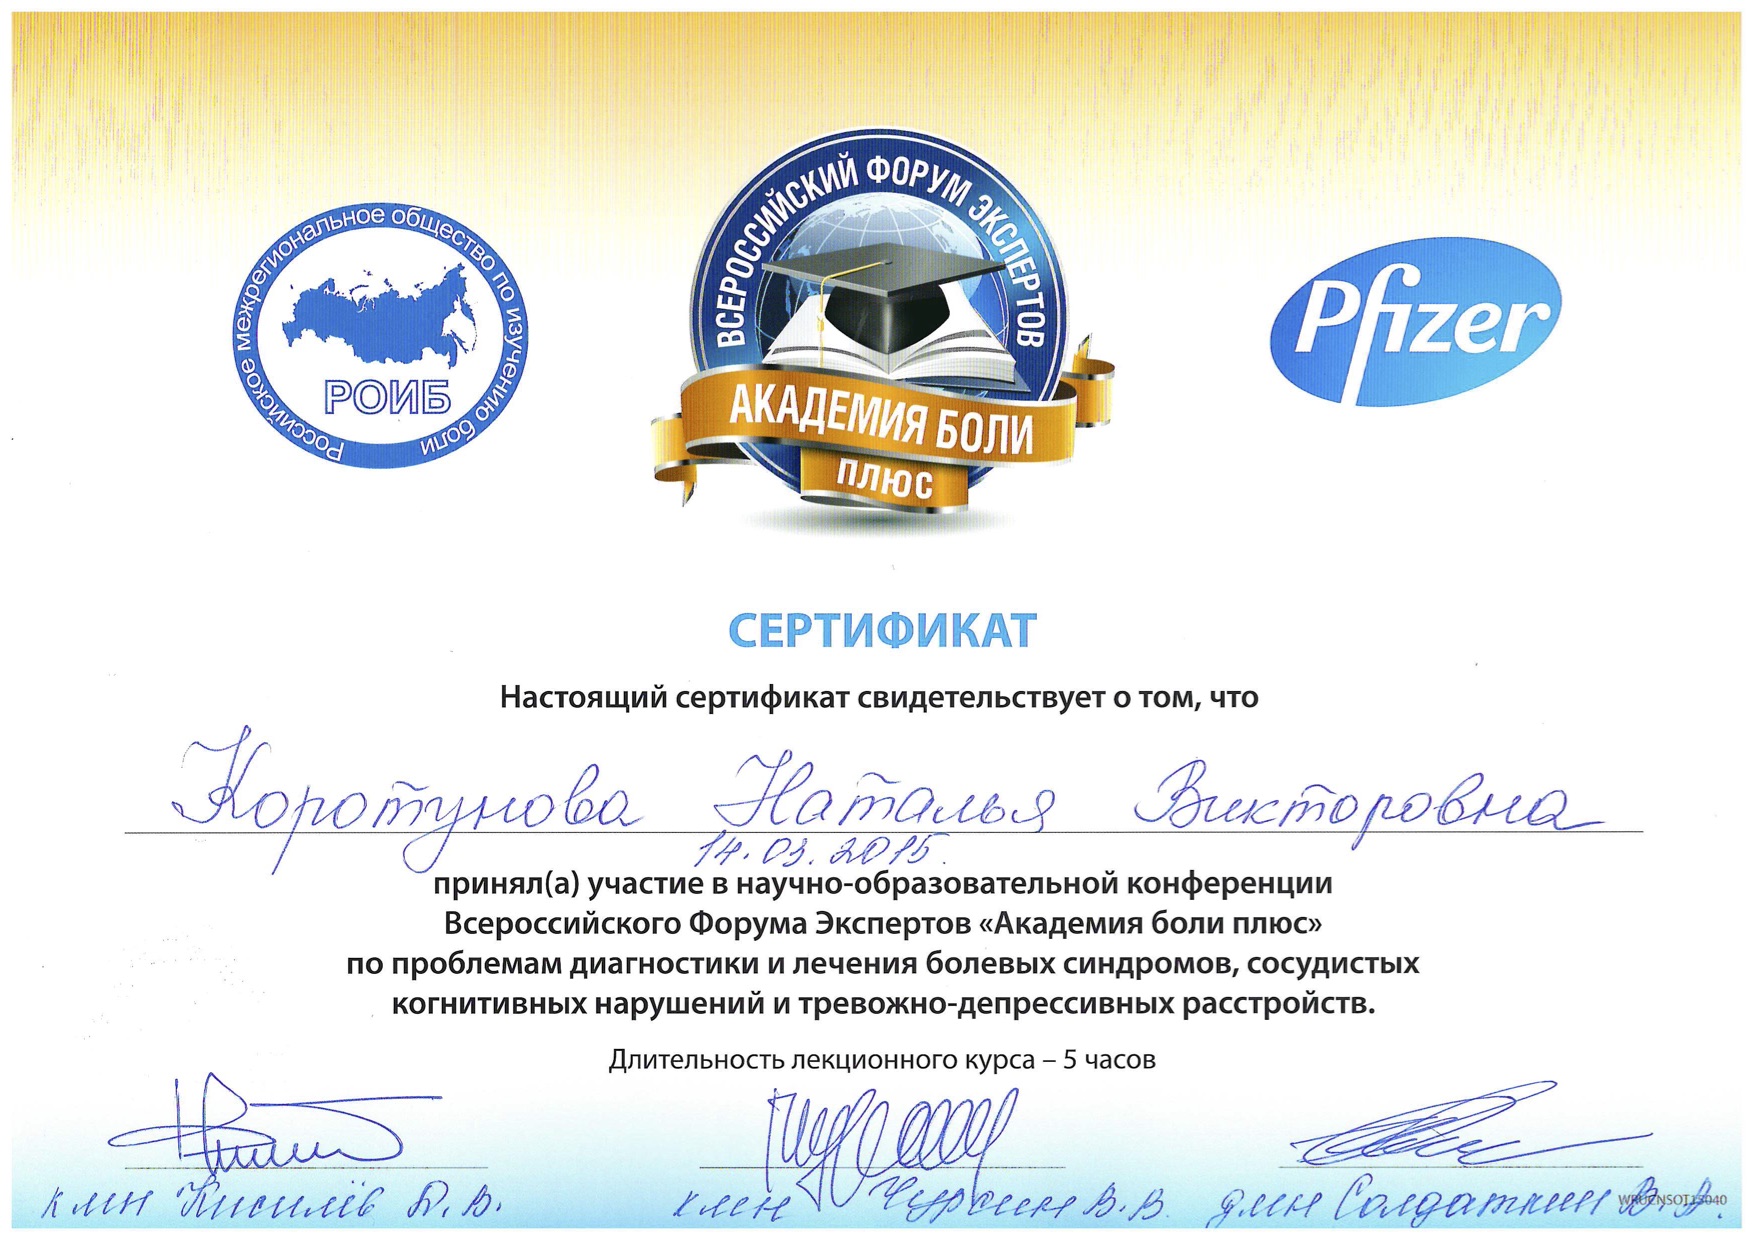 Российское межрегиональное общество по изучению боли
РОИБ
ВСЕРОССИЙСКИЙ ФОРУМ ЭКСПЕРТОВ
АКАДЕМИЯ БОЛИ
ПЛЮС
Pfizer
СЕРТИФИКАТ
Настоящий сертификат свидетельствует о том, что
Коротунова Наталья Викторовна
14.03.2015.
принял(а) участие в научно-образовательной конференции
Всероссийского Форума Экспертов «Академия боли плюс»
по проблемам диагностики и лечения болевых синдромов, сосудистых
когнитивных нарушений и тревожно-депрессивных расстройств.
Длительность лекционного курса – 5 часов
кмн Кисилёв Д.В. кмн Чурсин В.В. дмн Солдаткин В.А.